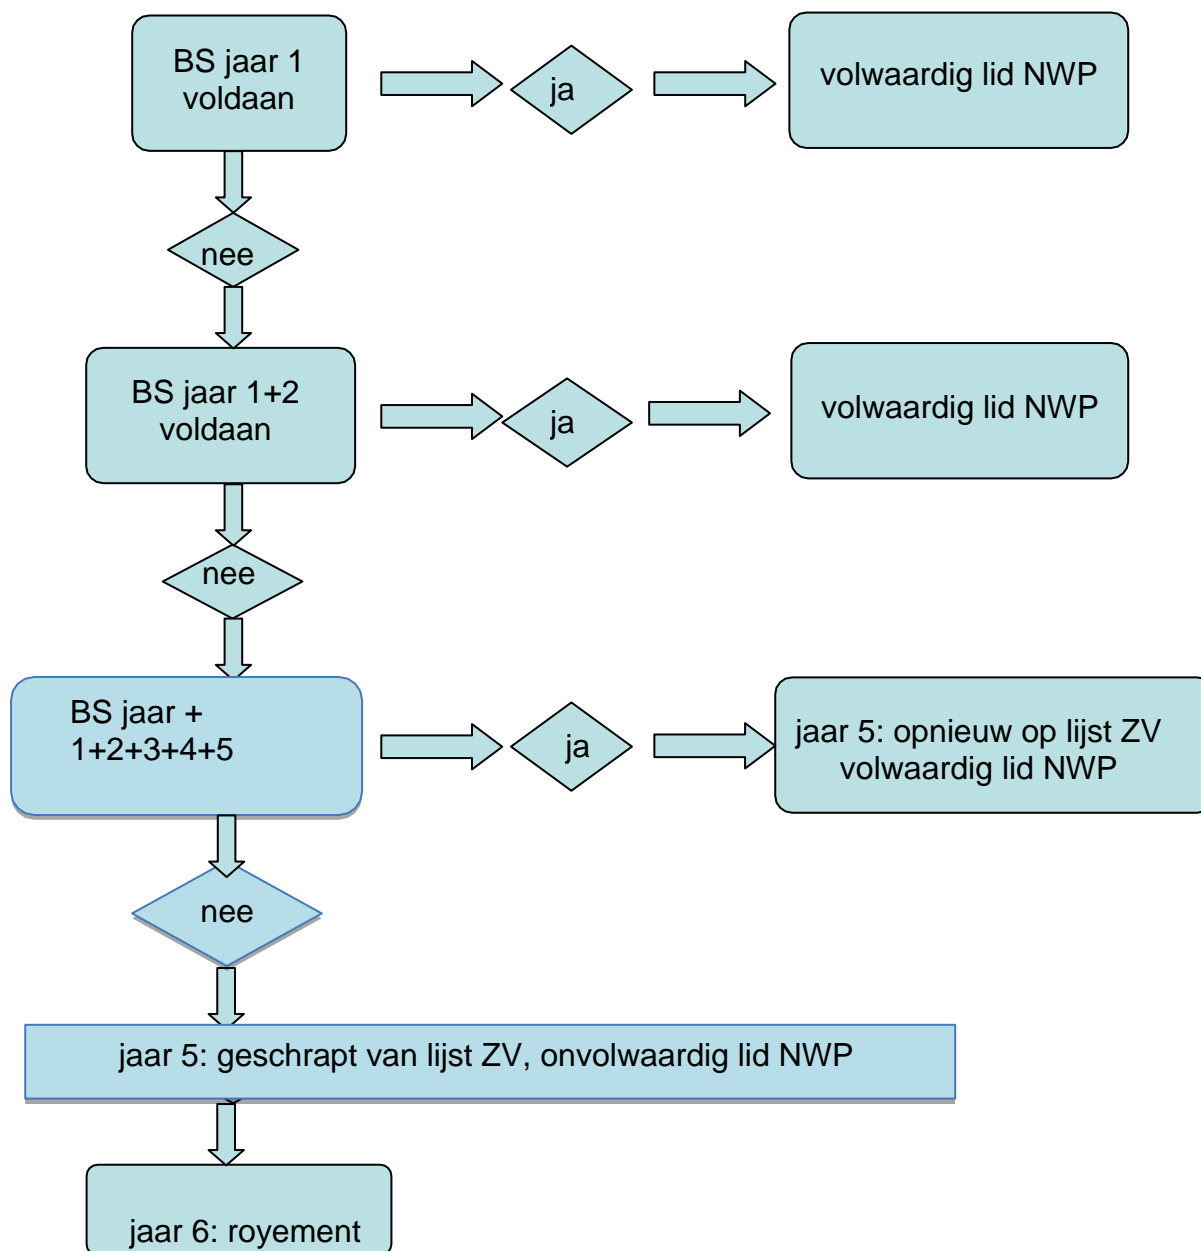 BS jaar 1
voldaan
ja
volwaardig lid NWP
nee
BS jaar 1+2
voldaan
ja
volwaardig lid NWP
nee
BS jaar +
1+2+3+4+5
ja
jaar 5: opnieuw op lijst ZV
volwaardig lid NWP
nee
jaar 5: geschrapt van lijst ZV, onvolwaardig lid NWP
jaar 6: royement